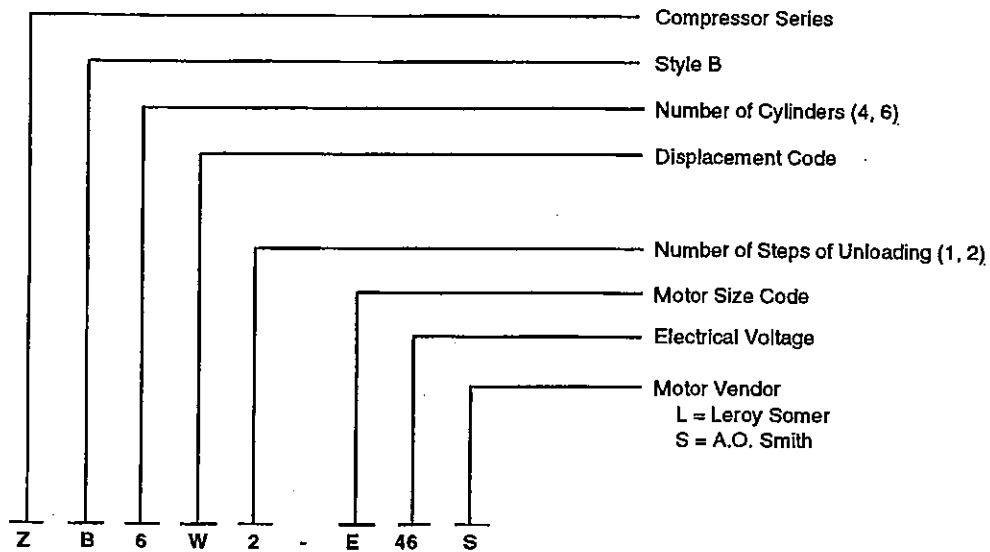 Compressor Series
Style B
Number of Cylinders (4, 6)
Displacement Code
Number of Steps of Unloading (1, 2)
Motor Size Code
Electrical Voltage
Motor Vendor
L = Leroy Somer
S = A.O. Smith
Z B 6 W 2 - E 46 S